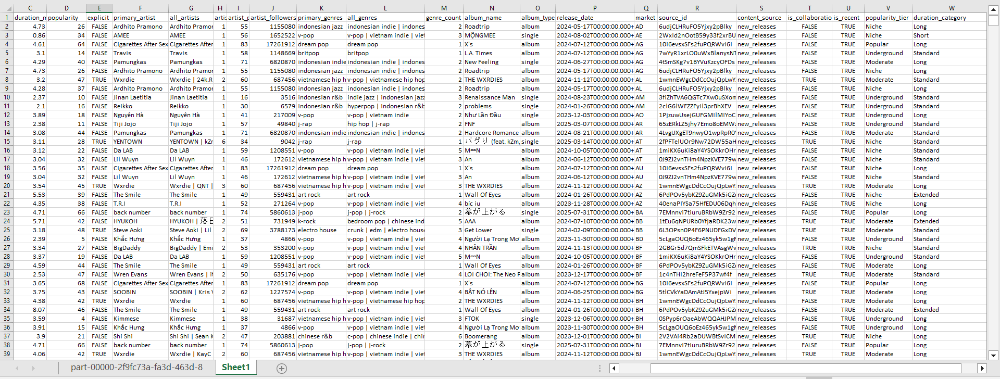 C D E F G H I J K L M N O P Q R S T U V W
1 duration_m popularity explicit primary_artist all_artists artis artist_p artist_followers primary_genres all_genres genre_count album_name album_type release_date market source_id content_source is_collaboratio is_recent popularity_tier duration_category
2 4.73 26 FALSE Ardhito Pramono Ardhito Pramor 1 55 1155080 indonesian jazz indonesian indie | indones 2 Roadtrip album 2024-05-17T00:00:00.000+ AD 6udjCLHRuFO5Yjxy2pBlky new_releases FALSE TRUE Niche Long
3 0.86 34 FALSE AMEE AMEE 1 56 1652522 v-pop v-pop | vietnam indie | viet 3 MỘNGMEE single 2024-08-02T00:00:00.000+ AE 2Wxld2nOotB59y33f2xrBU new_releases FALSE TRUE Niche Short
4 4.61 64 FALSE Cigarettes After Sex Cigarettes After 1 83 17261912 dream pop dream pop 1 X's album 2024-07-12T00:00:00.000+ AG 10i6evsxSFs2fuPQRWvI6I new_releases FALSE TRUE Popular Long
5 3.1 14 FALSE Travis Travis 1 58 1148669 britpop britpop 1 L.A. Times album 2024-07-12T00:00:00.000+ AG 7wYyR1xrLO0uWxBlanysNT new_releases FALSE TRUE Underground Standard
6 4.29 40 FALSE Pamungkas Pamungkas 1 71 6820870 indonesian indie indonesian indie | indones 2 New Feeling single 2024-06-27T00:00:00.000+ AG 4tSmSKg7v1BYVuKzcyOFDs new_releases FALSE TRUE Moderate Long
7 4.73 26 FALSE Ardhito Pramono Ardhito Pramor 1 55 1155080 indonesian jazz indonesian indie | indones 2 Roadtrip album 2024-05-17T00:00:00.000+ AG 6udjCLHRuFO5Yjxy2pBlky new_releases FALSE TRUE Niche Long
8 3.2 47 TRUE Wxrdie Wxrdie | 24k.R 2 60 687456 vietnamese hip h v-pop | vietnamese hip hop 2 THE WXRDIES album 2024-11-12T00:00:00.000+ AL 1wmnEWgcDdCcOujQpLwY new_releases TRUE TRUE Moderate Standard
9 4.28 37 FALSE Ardhito Pramono Ardhito Pramor 1 55 1155080 indonesian jazz indonesian indie | indones 2 Roadtrip album 2024-05-17T00:00:00.000+ AL 6udjCLHRuFO5Yjxy2pBlky new_releases FALSE TRUE Niche Long
10 2.37 10 FALSE Jinan Laetitia Jinan Laetitia 1 16 3516 indonesian r&b indie jazz | indonesian jazz 3 Renaissance Man single 2024-08-23T00:00:00.000+ AM 3fiZhTVA6QGTc7Xw0uSXom new_releases FALSE TRUE Underground Standard
11 2.1 16 FALSE Reikko Reikko 1 30 6579 indonesian r&b hyperpop | indonesian r&b 2 problems single 2024-01-26T00:00:00.000+ AM 2clG6lWFZZFyIl3prBhXEV new_releases FALSE TRUE Underground Standard
12 3.89 18 FALSE Nguyên Hà Nguyên Hà 1 41 217009 v-pop v-pop | vietnam indie 2 Như Lần Đầu single 2023-12-03T00:00:00.000+ AO 1PjzuwUsejGUFGMIlMIYoC new_releases FALSE TRUE Underground Long
13 2.38 11 FALSE Tiji Jojo Tiji Jojo 1 57 49840 j-rap hip hop | j-rap 2 FNF album 2025-03-07T00:00:00.000+ AR 65zERkLZ5jhy7Emo8oEMW new_releases FALSE TRUE Underground Standard
14 3.08 44 FALSE Pamungkas Pamungkas 1 71 6820870 indonesian indie indonesian indie | indones 2 Hardcore Romance album 2024-08-21T00:00:00.000+ AR 4LvgUXgET9nwyO1wpRpR0 new_releases FALSE TRUE Moderate Standard
15 3.11 28 TRUE YENTOWN YENTOWN | kZr 6 34 9042 j-rap j-rap 1 バグり (feat. kZm, single 2025-03-14T00:00:00.000+ AT 2fPFTelUOr9Nw72DW55aH new_releases TRUE TRUE Niche Standard
16 3.12 22 FALSE Da LAB Da LAB 1 59 1208551 v-pop v-pop | vietnam indie | viet 5 M∞N album 2024-10-05T00:00:00.000+ AT 1miKX6uKi8aY4YSOKkrOHr new_releases FALSE TRUE Niche Standard
17 3.04 32 FALSE Lil Wuyn Lil Wuyn 1 46 172612 vietnamese hip h v-pop | vietnam indie | viet 3 An album 2024-06-12T00:00:00.000+ AT 0J9ZJ2vnTHm4NpzKVE779w new_releases FALSE TRUE Niche Standard
18 3.56 35 FALSE Cigarettes After Sex Cigarettes After 1 83 17261912 dream pop dream pop 1 X's album 2024-07-12T00:00:00.000+ AU 10i6evsxSFs2fuPQRWvI6I new_releases FALSE TRUE Niche Long
19 3.04 32 FALSE Lil Wuyn Lil Wuyn 1 46 172612 vietnamese hip h v-pop | vietnam indie | viet 3 An album 2024-06-12T00:00:00.000+ AU 0J9ZJ2vnTHm4NpzKVE779w new_releases FALSE TRUE Niche Standard
20 3.54 45 TRUE Wxrdie Wxrdie | QNT | 3 60 687456 vietnamese hip h v-pop | vietnam indie | viet 3 THE WXRDIES album 2024-11-12T00:00:00.000+ AZ 1wmnEWgcDdCcOujQpLwY new_releases TRUE TRUE Moderate Long
21 5.53 39 FALSE The Smile The Smile 1 49 559431 art rock art rock 1 Wall Of Eyes album 2024-01-26T00:00:00.000+ AZ 6PdPOv5ybKZ9ZuGMk5iEWg new_releases FALSE TRUE Niche Extended
22 4.35 38 FALSE T.R.I T.R.I 1 52 271264 v-pop v-pop | vietnam indie | viet 4 bíc iu album 2023-11-28T00:00:00.000+ AZ 40enaPIYSa75HfEDU06Dqh new_releases FALSE TRUE Niche Long
23 4.71 66 FALSE back number back number 1 74 5860613 j-pop j-pop | j-rock 2 幕が上がる single 2025-07-31T00:00:00.000+ BA 7EMnnvi7tiuruBRbW9Zr92 new_releases FALSE TRUE Popular Long
24 5.71 42 FALSE HYUKOH HYUKOH | 落日 2 51 731949 k-rock bedroom pop | chinese ind 5 AAA album 2024-07-10T00:00:00.000+ BB 1tEu6qNPURb0YfjaRDK23w new_releases TRUE TRUE Moderate Extended
25 3.18 48 TRUE Steve Aoki Steve Aoki | Lil 2 69 3788173 electro house crunk | edm | electro house 3 Get Lower single 2024-02-09T00:00:00.000+ BB 6L3OPsn0P4F6PNUDFGxDV new_releases TRUE TRUE Moderate Standard
26 2.39 5 FALSE Khắc Hưng Khắc Hưng 1 37 4866 v-pop v-pop | vietnam indie | viet 4 Người Lạ Trong Mơ album 2023-11-30T00:00:00.000+ BD 5cLgaOUQ6oEz465yk5w1gN new_releases FALSE TRUE Underground Standard
27 3.34 27 FALSE BigDaddy BigDaddy | Emi 2 53 353200 v-pop v-pop | vietnam indie | viet 4 NHÂN TRẦN album 2024-11-13T00:00:00.000+ BF 2GBGr5d7QmSFkETVAsgWv new_releases TRUE TRUE Niche Standard
28 3.37 19 FALSE Da LAB Da LAB 1 59 1208551 v-pop v-pop | vietnam indie | viet 5 M∞N album 2024-10-05T00:00:00.000+ BF 1miKX6uKi8aY4YSOKkrOHr new_releases FALSE TRUE Underground Standard
29 4.59 44 FALSE The Smile The Smile 1 49 559431 art rock art rock 1 Wall Of Eyes album 2024-01-26T00:00:00.000+ BF 6PdPOv5ybKZ9ZuGMk5iEWg new_releases FALSE TRUE Moderate Long
30 2.53 47 FALSE Wren Evans Wren Evans | it 2 50 635176 v-pop v-pop | vietnam indie | viet 4 LOI CHOI: The Neo P album 2023-12-17T00:00:00.000+ BF 1c4nTHI2hreFeF5P37wf4f new_releases TRUE TRUE Moderate Standard
31 3.65 68 FALSE Cigarettes After Sex Cigarettes After 1 83 17261912 dream pop dream pop 1 X's album 2024-07-12T00:00:00.000+ BG 10i6evsxSFs2fuPQRWvI6I new_releases FALSE TRUE Popular Long
32 3.75 43 FALSE SOOBIN SOOBIN | Kris V 2 62 1227574 v-pop v-pop | vietnam indie | viet 4 BẬT NÓ LÊN album 2024-06-25T00:00:00.000+ BG 5tlCVkYaDAmAtJ5YxejpWi new_releases TRUE TRUE Moderate Long
33 4.38 42 TRUE Wxrdie Wxrdie 1 60 687456 vietnamese hip h v-pop | vietnamese hip hop 2 THE WXRDIES album 2024-11-12T00:00:00.000+ BH 1wmnEWgcDdCcOujQpLwY new_releases FALSE TRUE Moderate Long
34 8.07 46 FALSE The Smile The Smile 1 49 559431 art rock art rock 1 Wall Of Eyes album 2024-01-26T00:00:00.000+ BH 6PdPOv5ybKZ9ZuGMk5iEWg new_releases FALSE TRUE Moderate Extended
35 3.59 4 FALSE Kimmese Kimmese 1 38 31687 vietnamese hip h v-pop | vietnam indie | viet 3 FTOK single 2023-12-06T00:00:00.000+ BH 0SPyp6rOaeAbWQQAHJPM new_releases FALSE TRUE Underground Long
36 3.91 15 FALSE Khắc Hưng Khắc Hưng 1 37 4866 v-pop v-pop | vietnam indie | viet 4 Người Lạ Trong Mơ album 2023-11-30T00:00:00.000+ BH 5cLgaOUQ6oEz465yk5w1gN new_releases FALSE TRUE Underground Long
37 3.9 21 FALSE Shi Shi Shi Shi | Sean K 2 47 203881 chinese r&b c-pop | chinese indie | chir 6 Boomerang album 2023-12-01T00:00:00.000+ BI 2V2VAi4Rb2aDUWBtSvICM new_releases TRUE TRUE Niche Long
38 4.71 66 FALSE back number back number 1 74 5860613 j-pop j-pop | j-rock 2 幕が上がる single 2025-07-31T00:00:00.000+ BJ 7EMnnvi7tiuruBRbW9Zr92 new_releases FALSE TRUE Popular Long
39 4.06 42 TRUE Wxrdie Wxrdie | KayC 2 60 687456 vietnamese hip h v-pop | vietnam indie | viet 3 THE WXRDIES album 2024-11-12T00:00:00.000+ BJ 1wmnEWgcDdCcOujQpLwY new_releases TRUE TRUE Moderate Long
part-00000-2f9fc73a-fa3d-463d-8 Sheet1